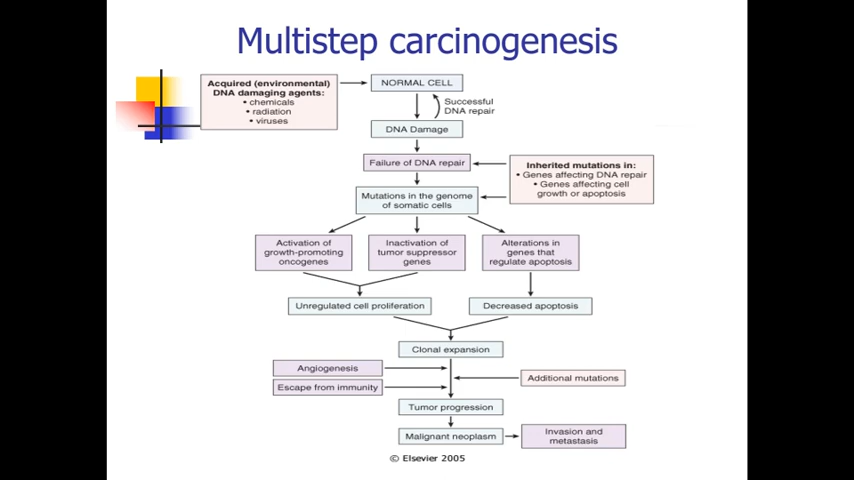 Multistep carcinogenesis
Acquired (environmental)
DNA damaging agents:
• chemicals
• radiation
• viruses
NORMAL CELL
Successful
DNA repair
DNA Damage
Failure of DNA repair
Inherited mutations in:
• Genes affecting DNA repair
• Genes affecting cell
growth or apoptosis
Mutations in the genome
of somatic cells
Activation of
growth-promoting
oncogenes
Inactivation of
tumor suppressor
genes
Alterations in
genes that
regulate apoptosis
Unregulated cell proliferation
Decreased apoptosis
Clonal expansion
Angiogenesis
Additional mutations
Escape from immunity
Tumor progression
Malignant neoplasm
Invasion and
metastasis
© Elsevier 2005